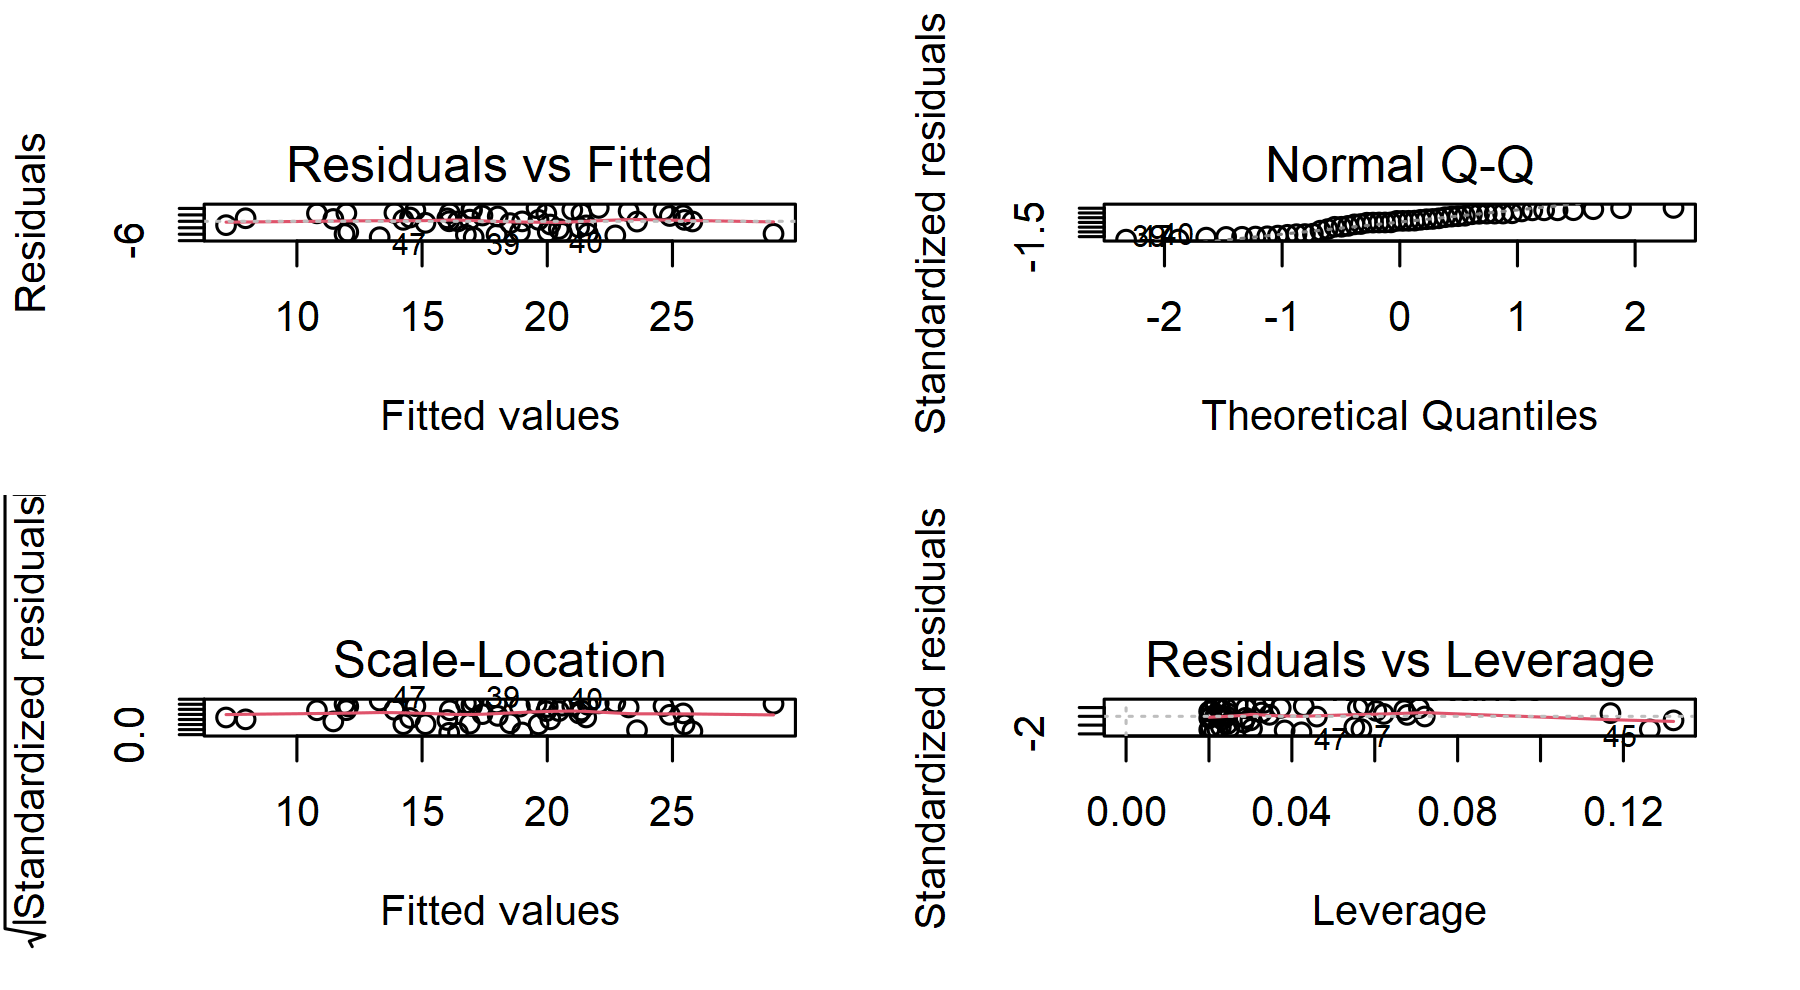 Residuals vs Fitted
Residuals
-6
47
39
40
10 15 20 25
Fitted values
Normal Q-Q
Standardized residuals
-1.5
39
40
-2 -1 0 1 2
Theoretical Quantiles
Scale-Location
√|Standardized residuals|
0.0
47
39
40
10 15 20 25
Fitted values
Residuals vs Leverage
Standardized residuals
-2
47
7
45
0.00 0.04 0.08 0.12
Leverage